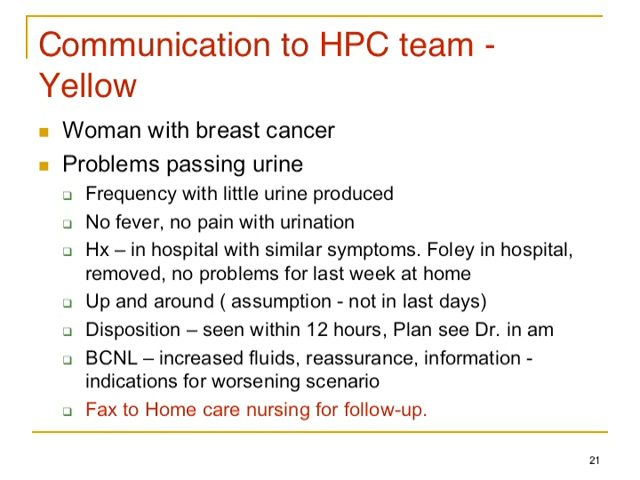 Communication to HPC team -
Yellow
Woman with breast cancer
Problems passing urine
Frequency with little urine produced
No fever, no pain with urination
Hx – in hospital with similar symptoms. Foley in hospital,
removed, no problems for last week at home
Up and around ( assumption - not in last days)
Disposition – seen within 12 hours, Plan see Dr. in am
BCNL – increased fluids, reassurance, information -
indications for worsening scenario
Fax to Home care nursing for follow-up.
21